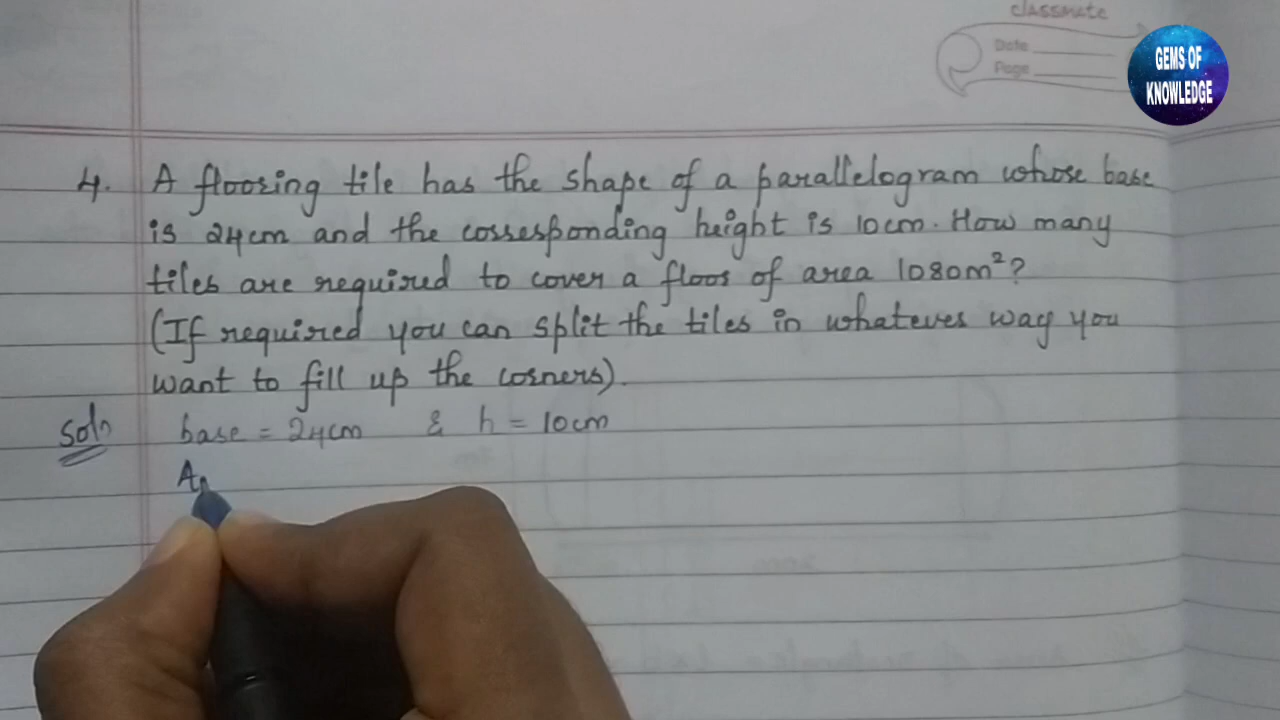 classmate
Date
Page
GEMS OF
KNOWLEDGE
4. A flooring tile has the shape of a parallelogram whose base
is 24cm and the corresponding height is 10cm. How many
tiles are required to cover a floor of area 1080m²?
(If required you can split the tiles in whatever way you
want to fill up the corners).
Soln base = 24cm & h = 10cm
A